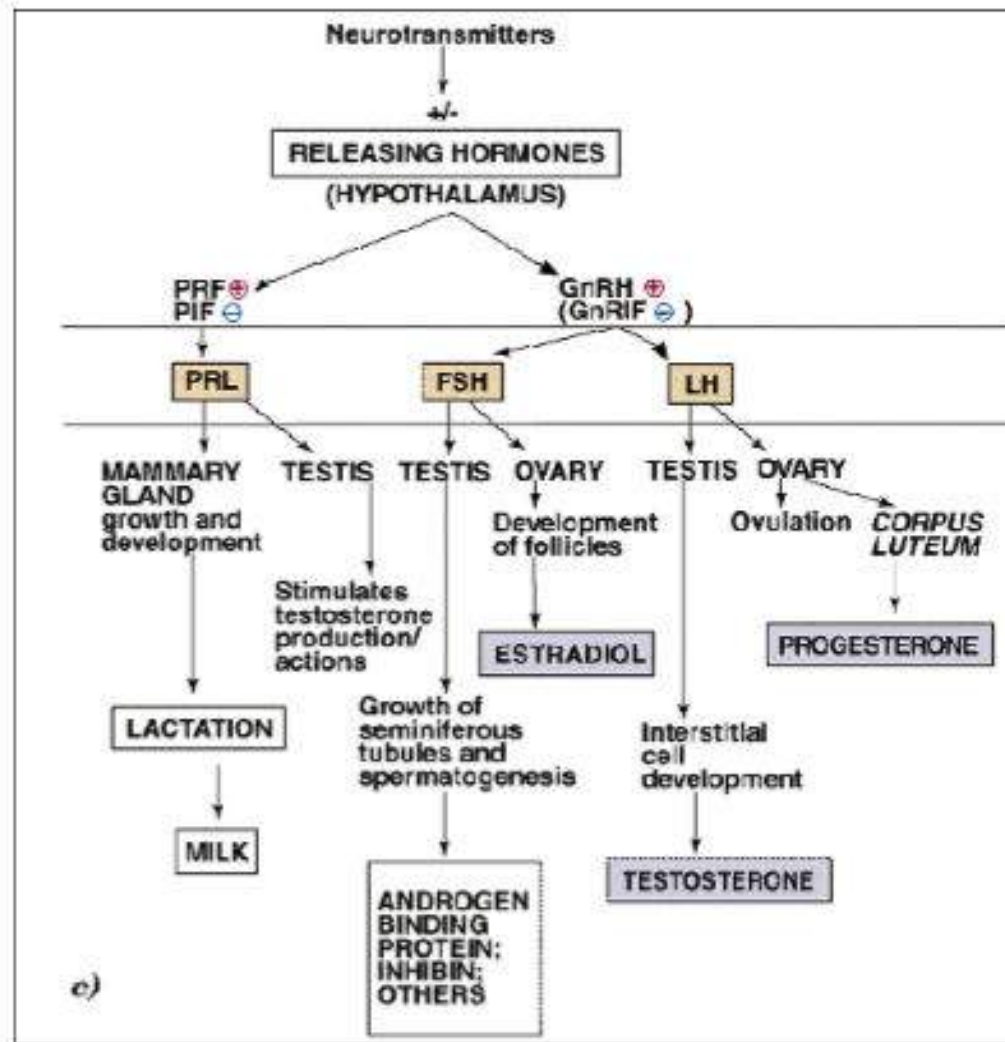 Neurotransmitters
+/-
RELEASING HORMONES
(HYPOTHALAMUS)
PRF ⊕
PIF ⊖
GnRH ⊕
(GnRIF ⊖ )
PRL
FSH
LH
MAMMARY
GLAND
growth and
development
TESTIS
TESTIS
OVARY
TESTIS
OVARY
Stimulates
testosterone
production/
actions
Development
of follicles
Ovulation
CORPUS
LUTEUM
ESTRADIOL
PROGESTERONE
LACTATION
Growth of
seminiferous
tubules and
spermatogenesis
Interstitial
cell
development
MILK
TESTOSTERONE
ANDROGEN
BINDING
PROTEIN;
INHIBIN;
OTHERS
c)